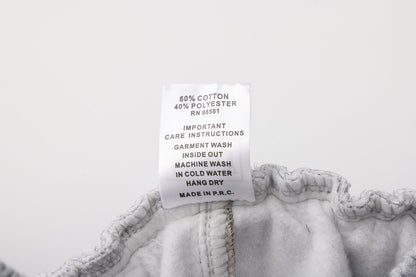 60% COTTON
40% POLYESTER
RN 98581
IMPORTANT
CARE INSTRUCTIONS
GARMENT WASH
INSIDE OUT
MACHINE WASH
IN COLD WATER
HANG DRY
MADE IN P.R.C.